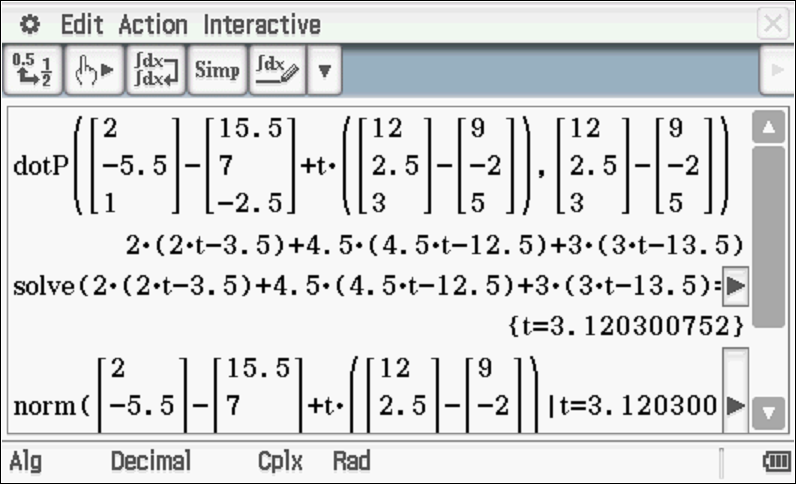 Edit Action Interactive
0.5 1/2 ∫dx ∫dx Simp ∫dx
dotP([2 -5.5 1]-[15.5 7 -2.5]+t·([12 2.5 3]-[9 -2 5]),[12 2.5 3]-[9 -2 5])
2·(2·t-3.5)+4.5·(4.5·t-12.5)+3·(3·t-13.5)
solve(2·(2·t-3.5)+4.5·(4.5·t-12.5)+3·(3·t-13.5)=
{t=3.120300752}
norm([2 -5.5]-[15.5 7]+t·([12 2.5]-[9 -2])|t=3.120300
Alg Decimal Cplx Rad